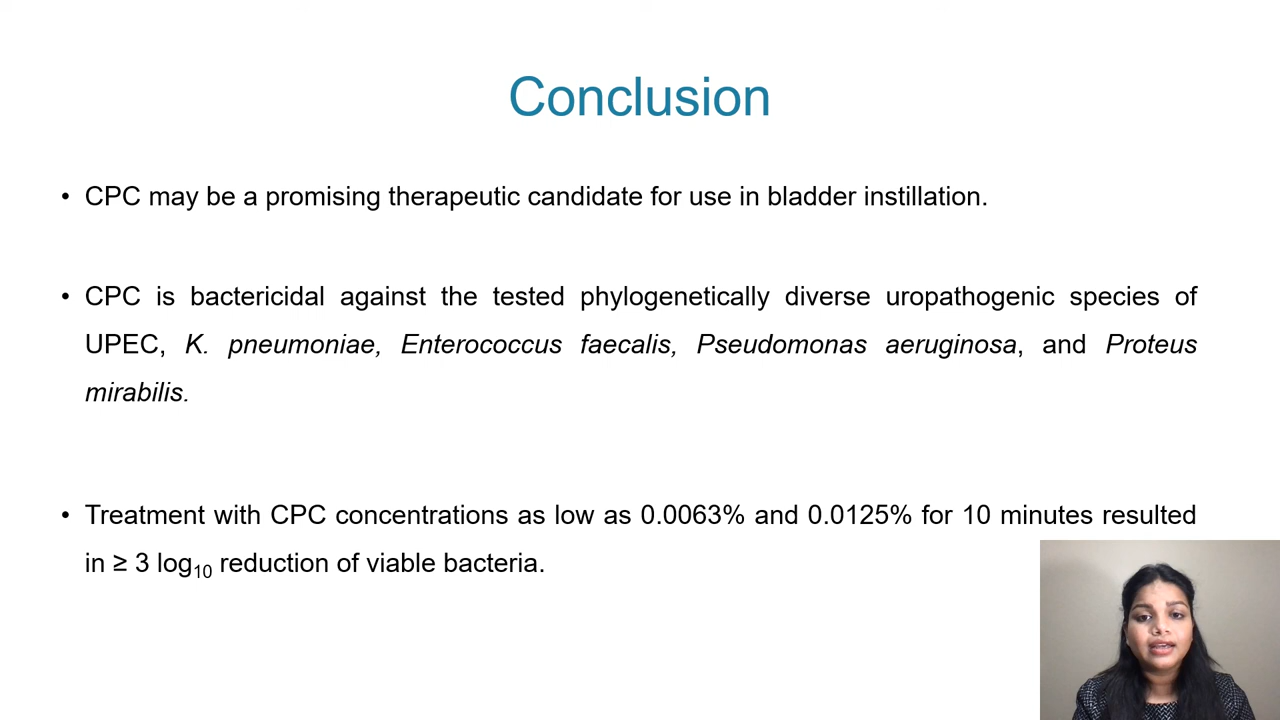 Conclusion
• CPC may be a promising therapeutic candidate for use in bladder instillation.
• CPC is bactericidal against the tested phylogenetically diverse uropathogenic species of
UPEC, K. pneumoniae, Enterococcus faecalis, Pseudomonas aeruginosa, and Proteus
mirabilis.
• Treatment with CPC concentrations as low as 0.0063% and 0.0125% for 10 minutes resulted
in ≥ 3 log₁₀ reduction of viable bacteria.